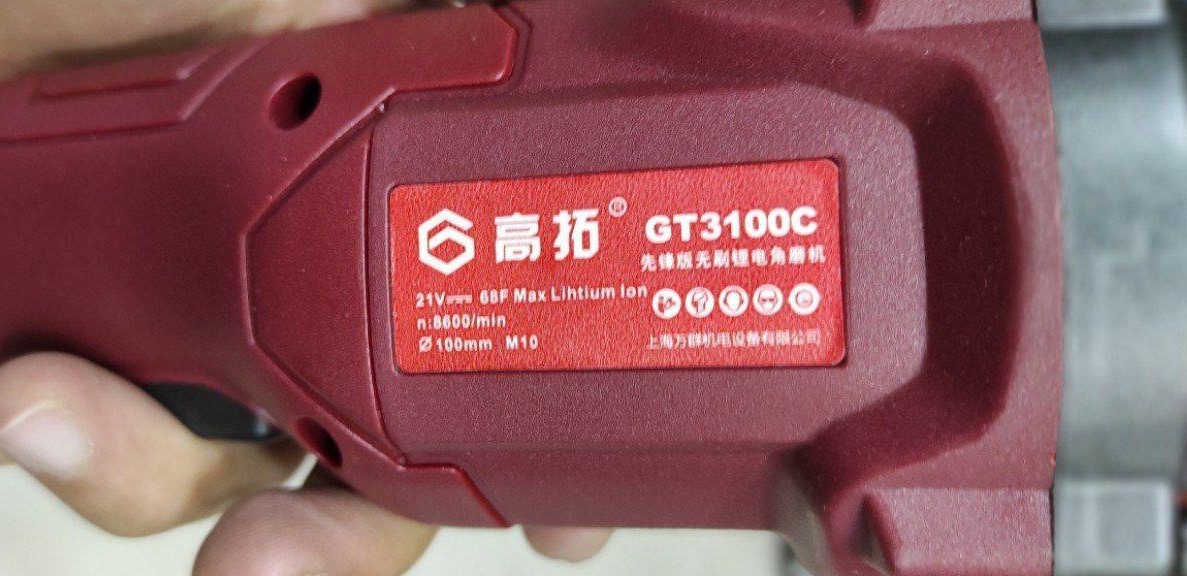 高拓® GT3100C
先锋版无刷锂电角磨机
21V 68F Max Lihtium Ion
n:8600/min
Ø100mm M10
上海万群机电设备有限公司